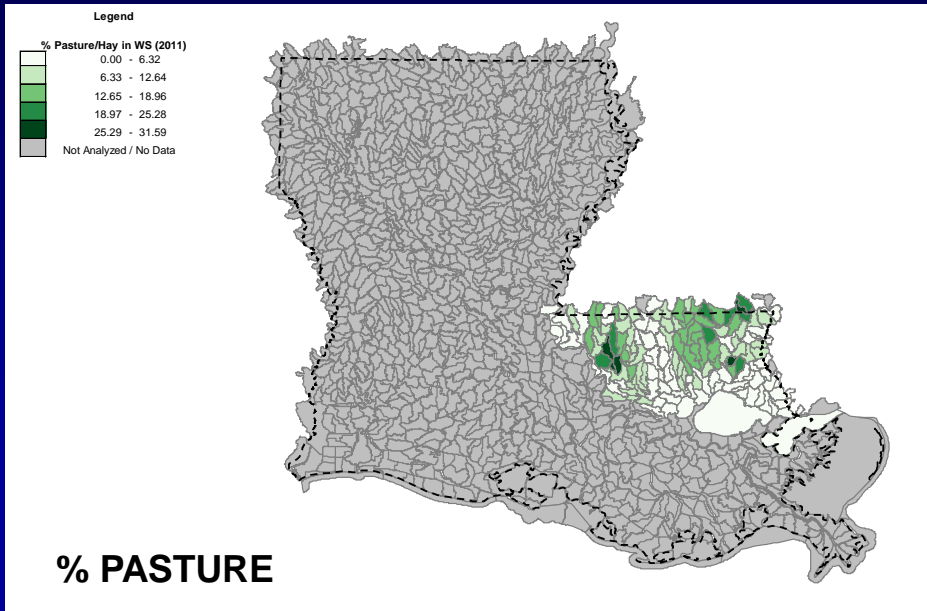 Legend
% Pasture/Hay in WS (2011)
0.00 - 6.32
6.33 - 12.64
12.65 - 18.96
18.97 - 25.28
25.29 - 31.59
Not Analyzed / No Data
% PASTURE